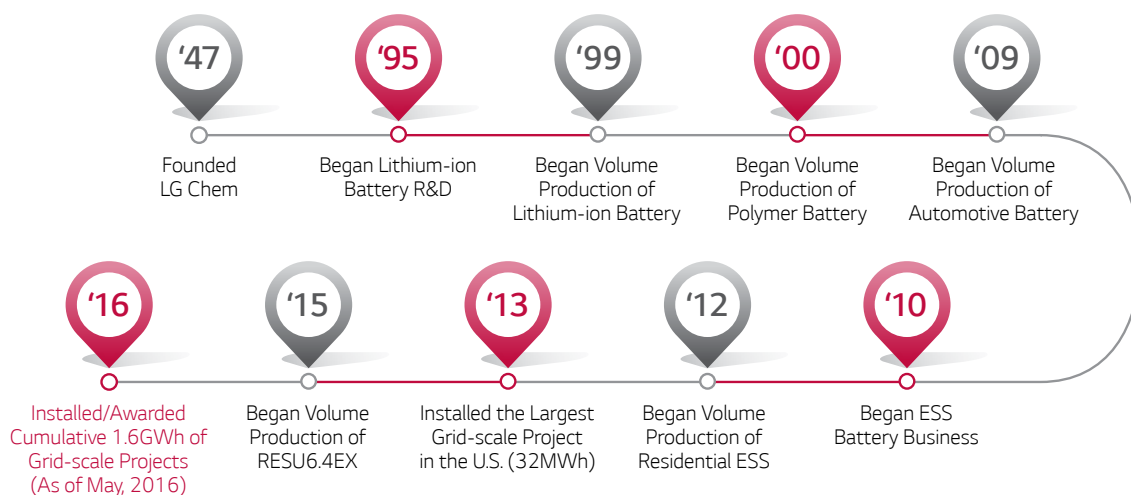 ‘47
‘95
‘99
‘00
‘09
Founded
LG Chem
Began Lithium-ion
Battery R&D
Began Volume
Production of
Lithium-ion Battery
Began Volume
Production of
Polymer Battery
Began Volume
Production of
Automotive Battery
‘10
Began ESS
Battery Business
‘12
Began Volume
Production of
Residential ESS
‘13
Installed the Largest
Grid-scale Project
in the U.S. (32MWh)
‘15
Began Volume
Production of
RESU6.4EX
‘16
Installed/Awarded
Cumulative 1.6GWh of
Grid-scale Projects
(As of May, 2016)